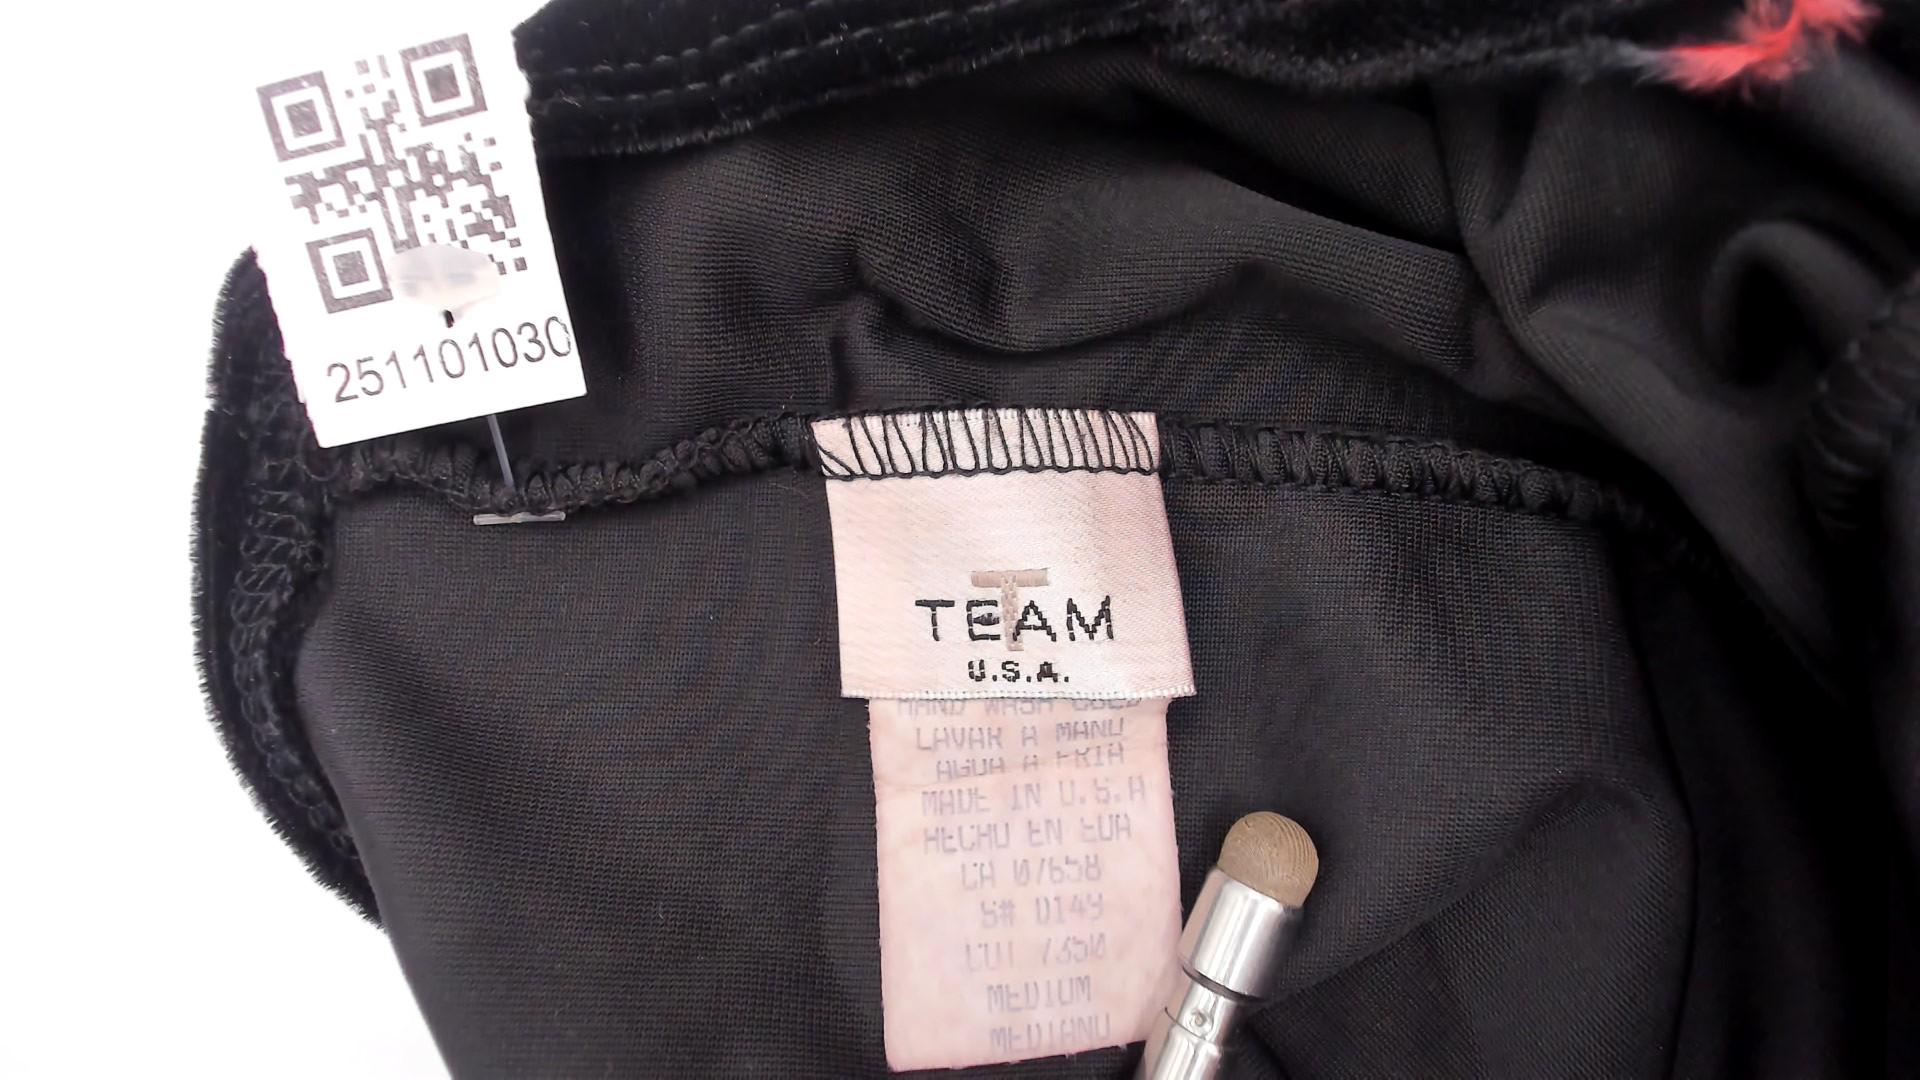 251101030
TEAM
T
U.S.A.
HAND WASH COLD
LAVAR A MANO
AGUA A FRIA
MADE IN U.S.A
HECHO EN EUA
CA 07658
S# D149
CUT 7350
MEDIUM
MEDIANO